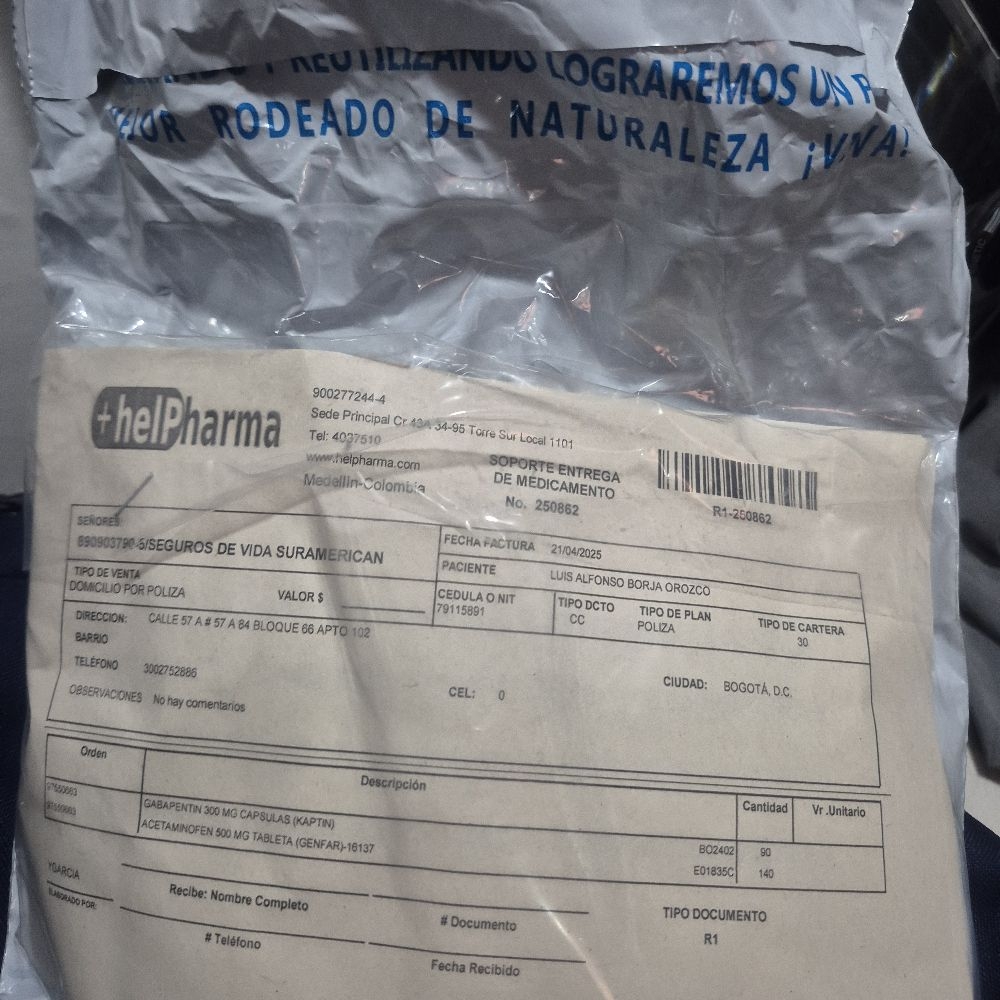 Y REUTILIZANDO LOGRAREMOS UN P
RODEADO DE NATURALEZA ¡VIVA!
+helPharma
900277244-4
Sede Principal Cr 43A 34-95 Torre Sur Local 1101
Tel: 4037510
www.helpharma.com
Medellín-Colombia
SOPORTE ENTREGA
DE MEDICAMENTO
No. 250862
R1-250862
SEÑORES:
890903790-5/SEGUROS DE VIDA SURAMERICAN
FECHA FACTURA 21/04/2025
PACIENTE LUIS ALFONSO BORJA OROZCO
TIPO DE VENTA
DOMICILIO POR POLIZA
VALOR $
CEDULA O NIT
79115891
TIPO DCTO
CC
TIPO DE PLAN
POLIZA
TIPO DE CARTERA
30
DIRECCION: CALLE 57 A # 57 A 84 BLOQUE 66 APTO 102
BARRIO
TELÉFONO 3002752886
CEL: 0
CIUDAD: BOGOTÁ, D.C.
OBSERVACIONES No hay comentarios
Orden Descripción Cantidad Vr .Unitario
GABAPENTIN 300 MG CAPSULAS (KAPTIN) BO2402 90
ACETAMINOFEN 500 MG TABLETA (GENFAR)-16137 E01835C 140
YGARCIA
ELABORADO POR:
Recibe: Nombre Completo
# Documento
TIPO DOCUMENTO
R1
# Teléfono
Fecha Recibido